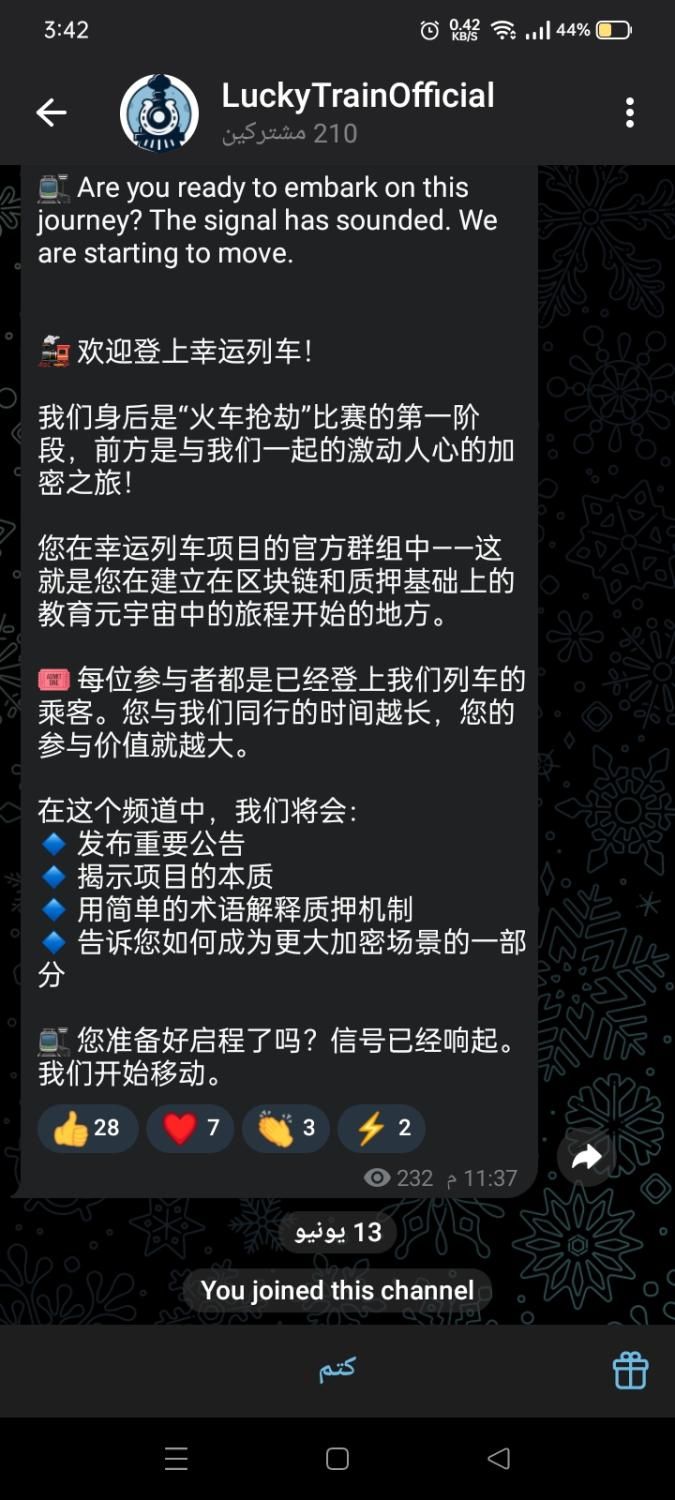 3:42
0.42 KB/S
44%
LuckyTrainOfficial
210 مشتركين
🚈 Are you ready to embark on this
journey? The signal has sounded. We
are starting to move.
🚂 欢迎登上幸运列车！
我们身后是“火车抢劫”比赛的第一阶
段，前方是与我们一起的激动人心的加
密之旅！
您在幸运列车项目的官方群组中——这
就是您在建立在区块链和质押基础上的
教育元宇宙中的旅程开始的地方。
🎟 每位参与者都是已经登上我们列车的
乘客。您与我们同行的时间越长，您的
参与价值就越大。
在这个频道中，我们将会：
🔹 发布重要公告
🔹 揭示项目的本质
🔹 用简单的术语解释质押机制
🔹 告诉您如何成为更大加密场景的一部
分
🚈 您准备好启程了吗？信号已经响起。
我们开始移动。
👍 28 ❤️ 7 👏 3 ⚡ 2
232 11:37 م
13 يونيو
You joined this channel
كتم